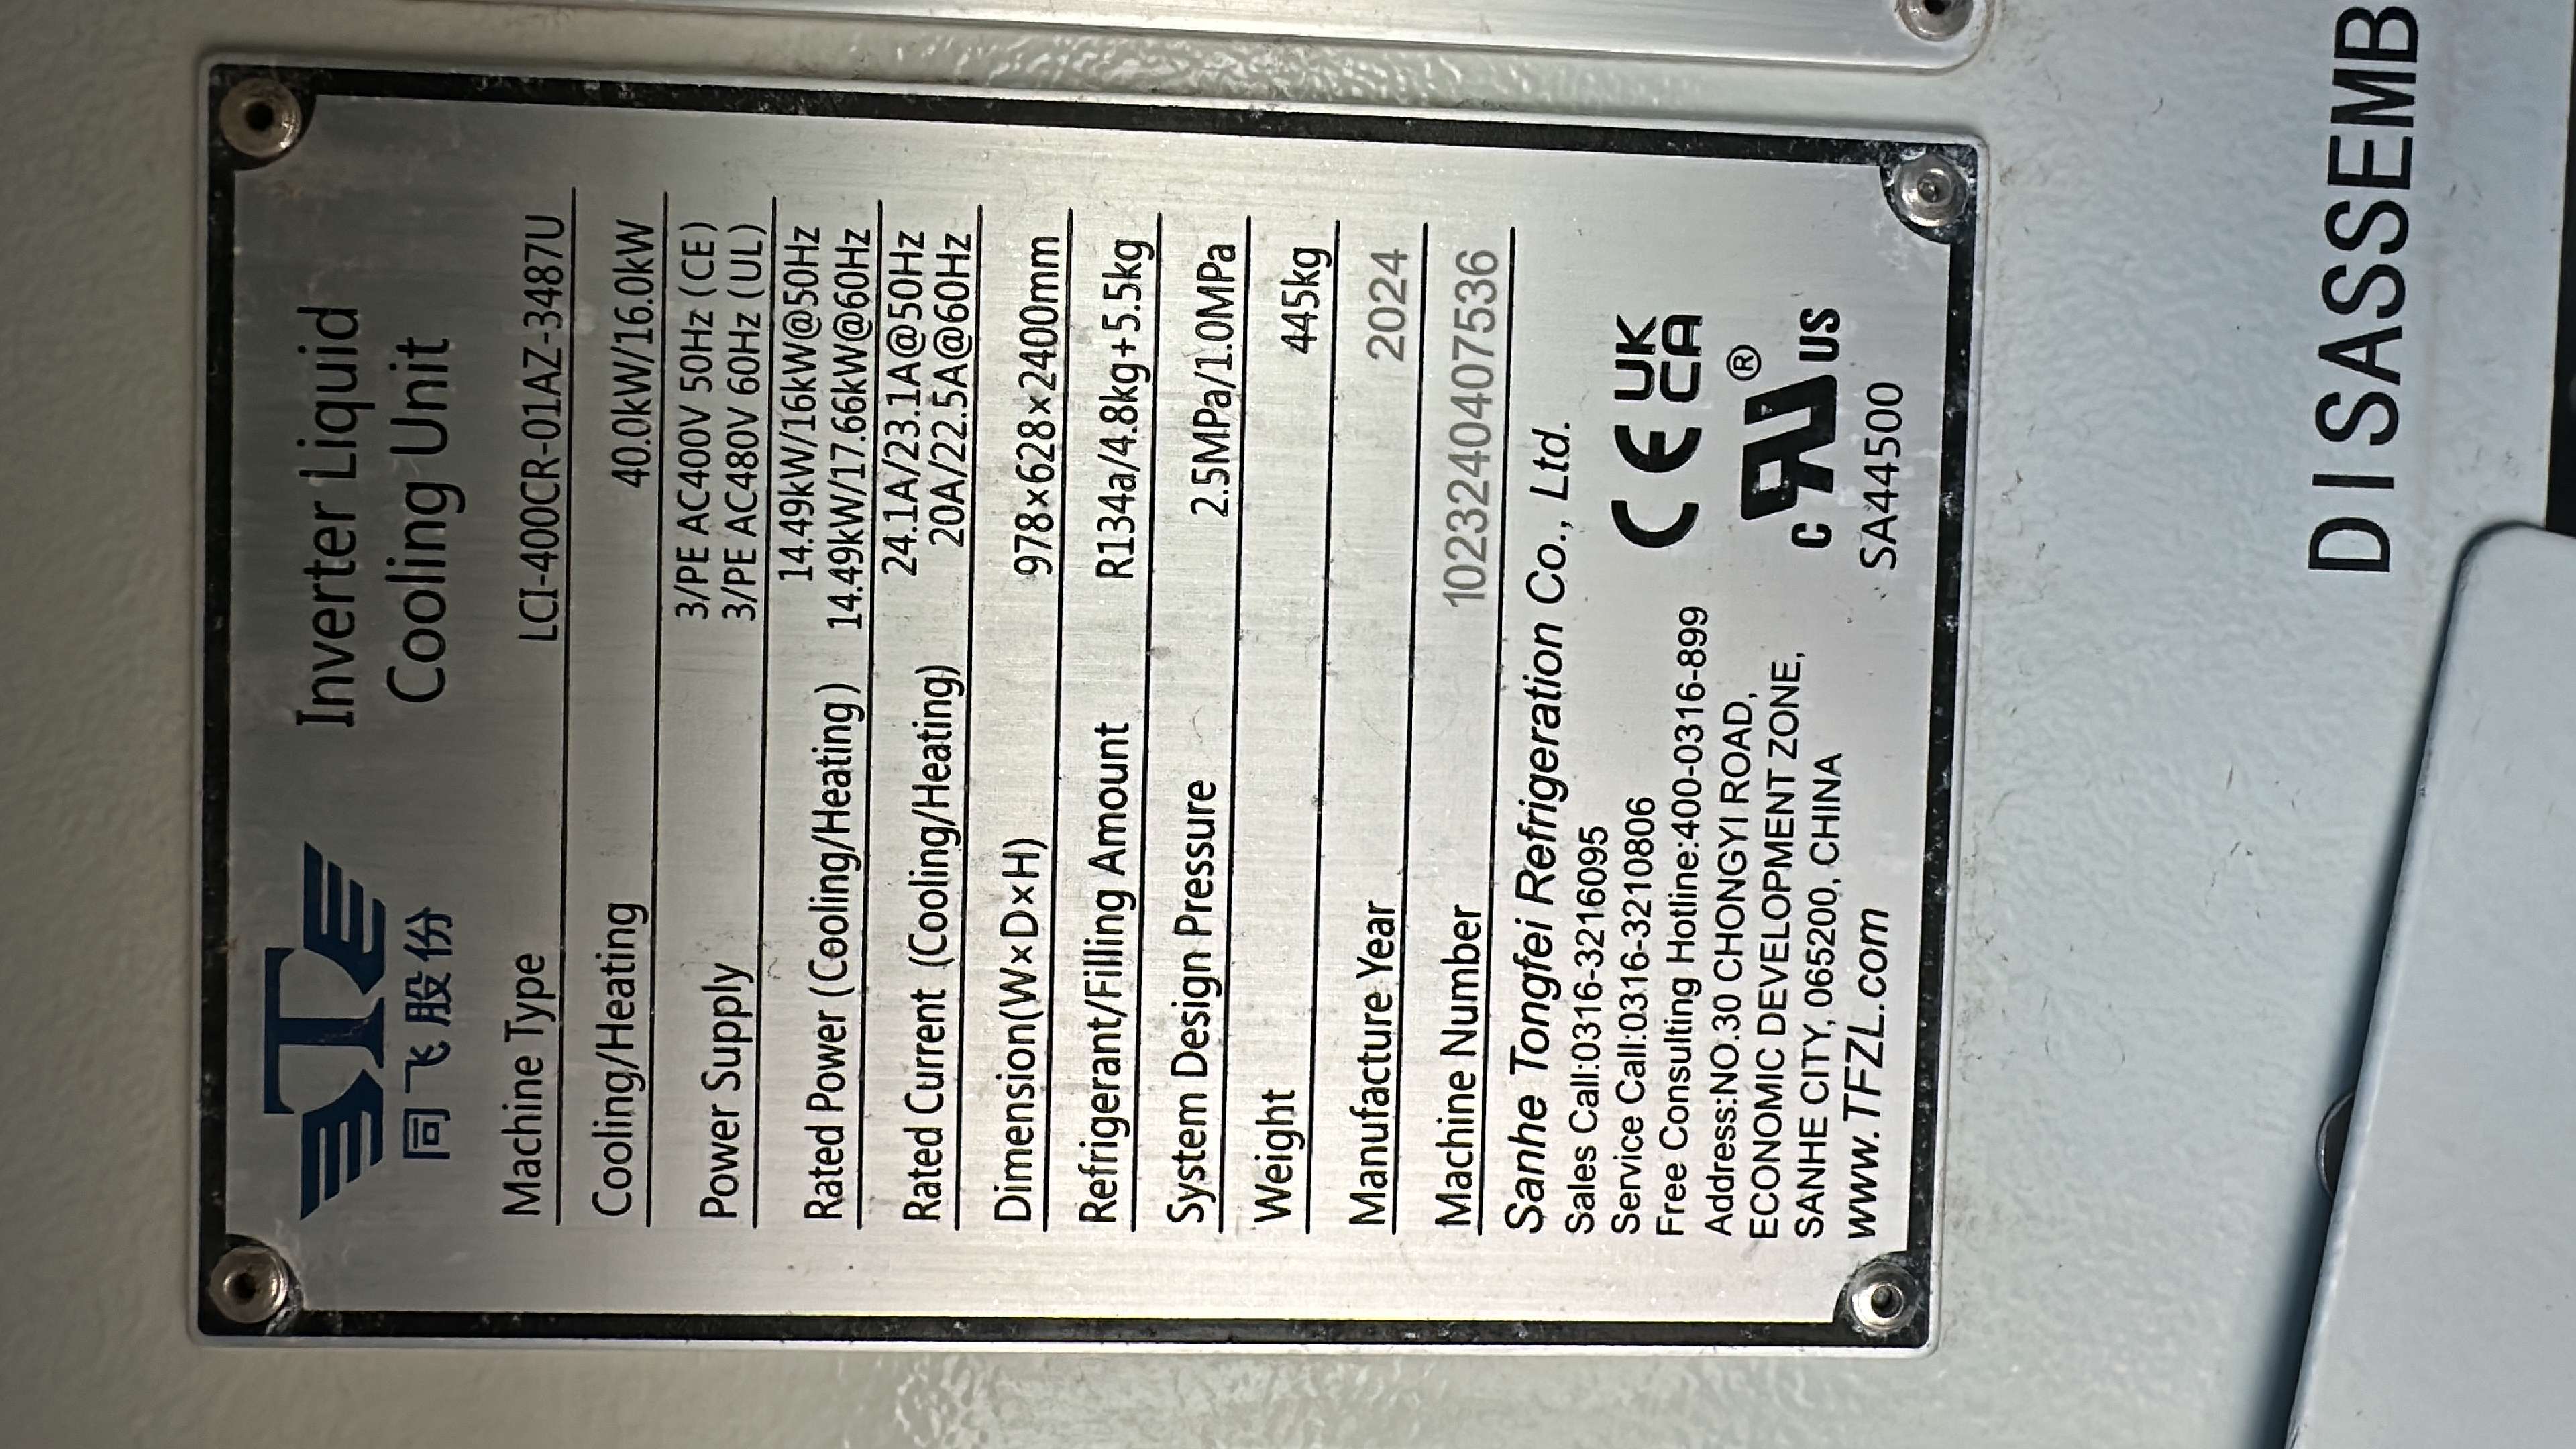 同飞股份
Inverter Liquid
Cooling Unit
Machine Type LCI-400CR-01AZ-3487U
Cooling/Heating 40.0kW/16.0kW
Power Supply 3/PE AC400V 50Hz (CE)
3/PE AC480V 60Hz (UL)
Rated Power (Cooling/Heating) 14.49kW/16kW@50Hz
14.49kW/17.66kW@60Hz
Rated Current (Cooling/Heating) 24.1A/23.1A@50Hz
20A/22.5A@60Hz
Dimension(W×D×H) 978×628×2400mm
Refrigerant/Filling Amount R134a/4.8kg+5.5kg
System Design Pressure 2.5MPa/1.0MPa
Weight 445kg
Manufacture Year 2024
Machine Number 1023240407536
Sanhe Tongfei Refrigeration Co., Ltd.
Sales Call:0316-3216095
Service Call:0316-3210806
Free Consulting Hotline:400-0316-899
Address:NO.30 CHONGYI ROAD,
ECONOMIC DEVELOPMENT ZONE,
SANHE CITY, 065200, CHINA
www.TFZL.com
CE UK
CA
c RU ® US
SA44500
DISASSEMB